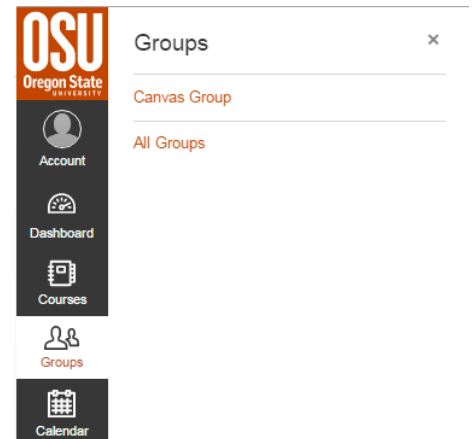 OSU
Oregon State
UNIVERSITY
Account
Dashboard
Courses
Groups
Calendar
Groups ×
Canvas Group
All Groups